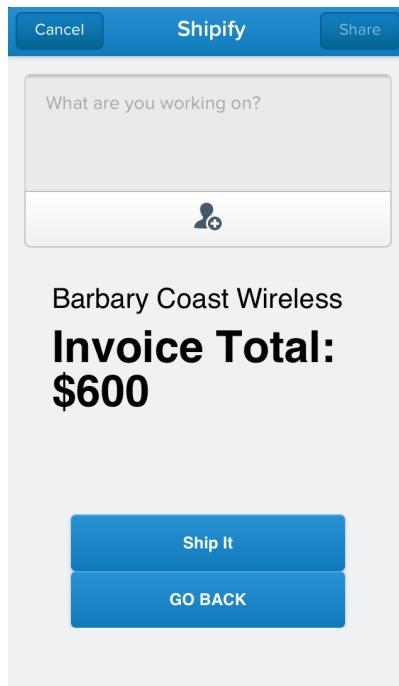 Cancel Shipify Share
What are you working on?
Barbary Coast Wireless
Invoice Total:
$600
Ship It
GO BACK